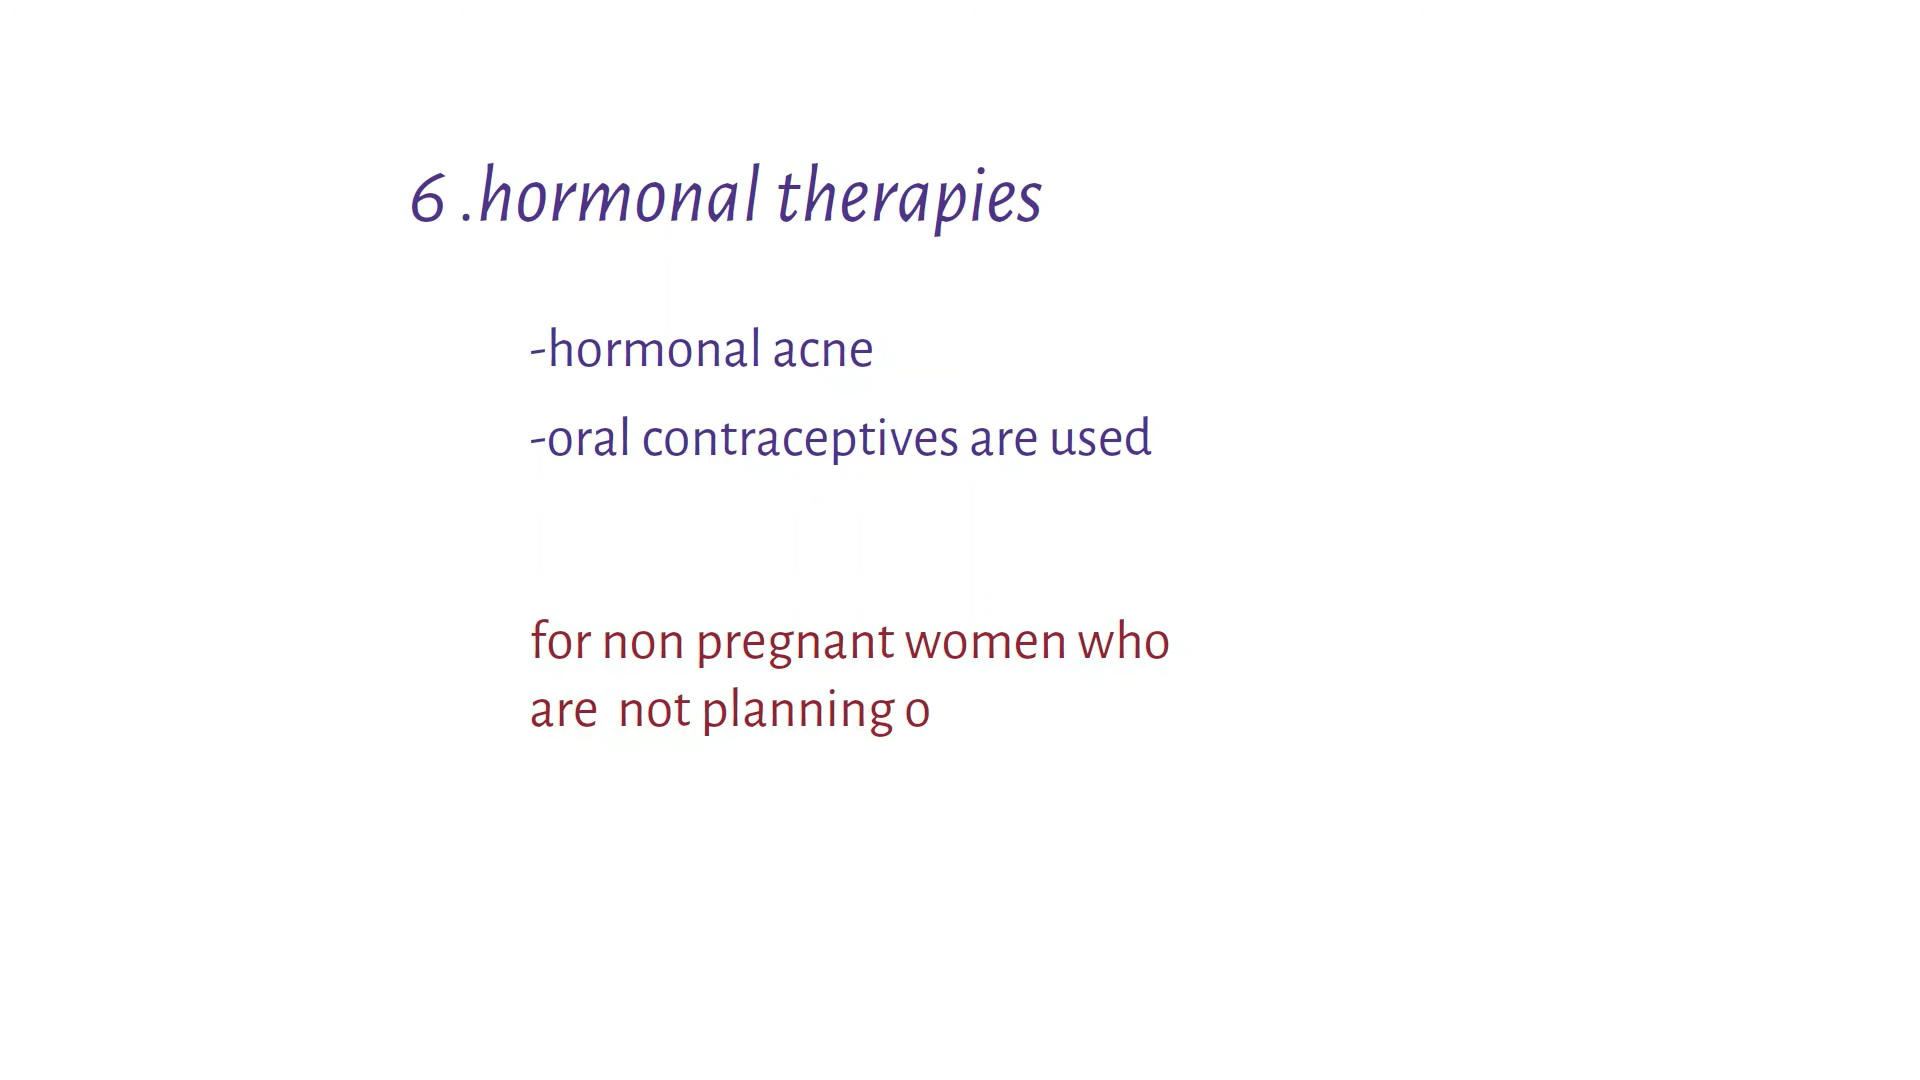 6 .hormonal therapies
-hormonal acne
-oral contraceptives are used
for non pregnant women who
are  not planning o